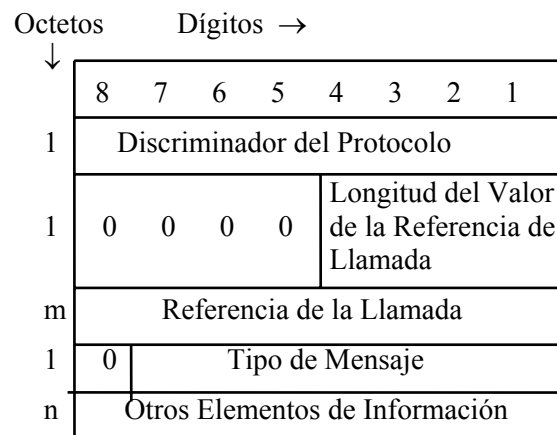 Octetos Dígitos →
↓
8 7 6 5 4 3 2 1
1 Discriminador del Protocolo
Longitud del Valor
1 0 0 0 0 de la Referencia de
Llamada
m Referencia de la Llamada
1 0 Tipo de Mensaje
n Otros Elementos de Información